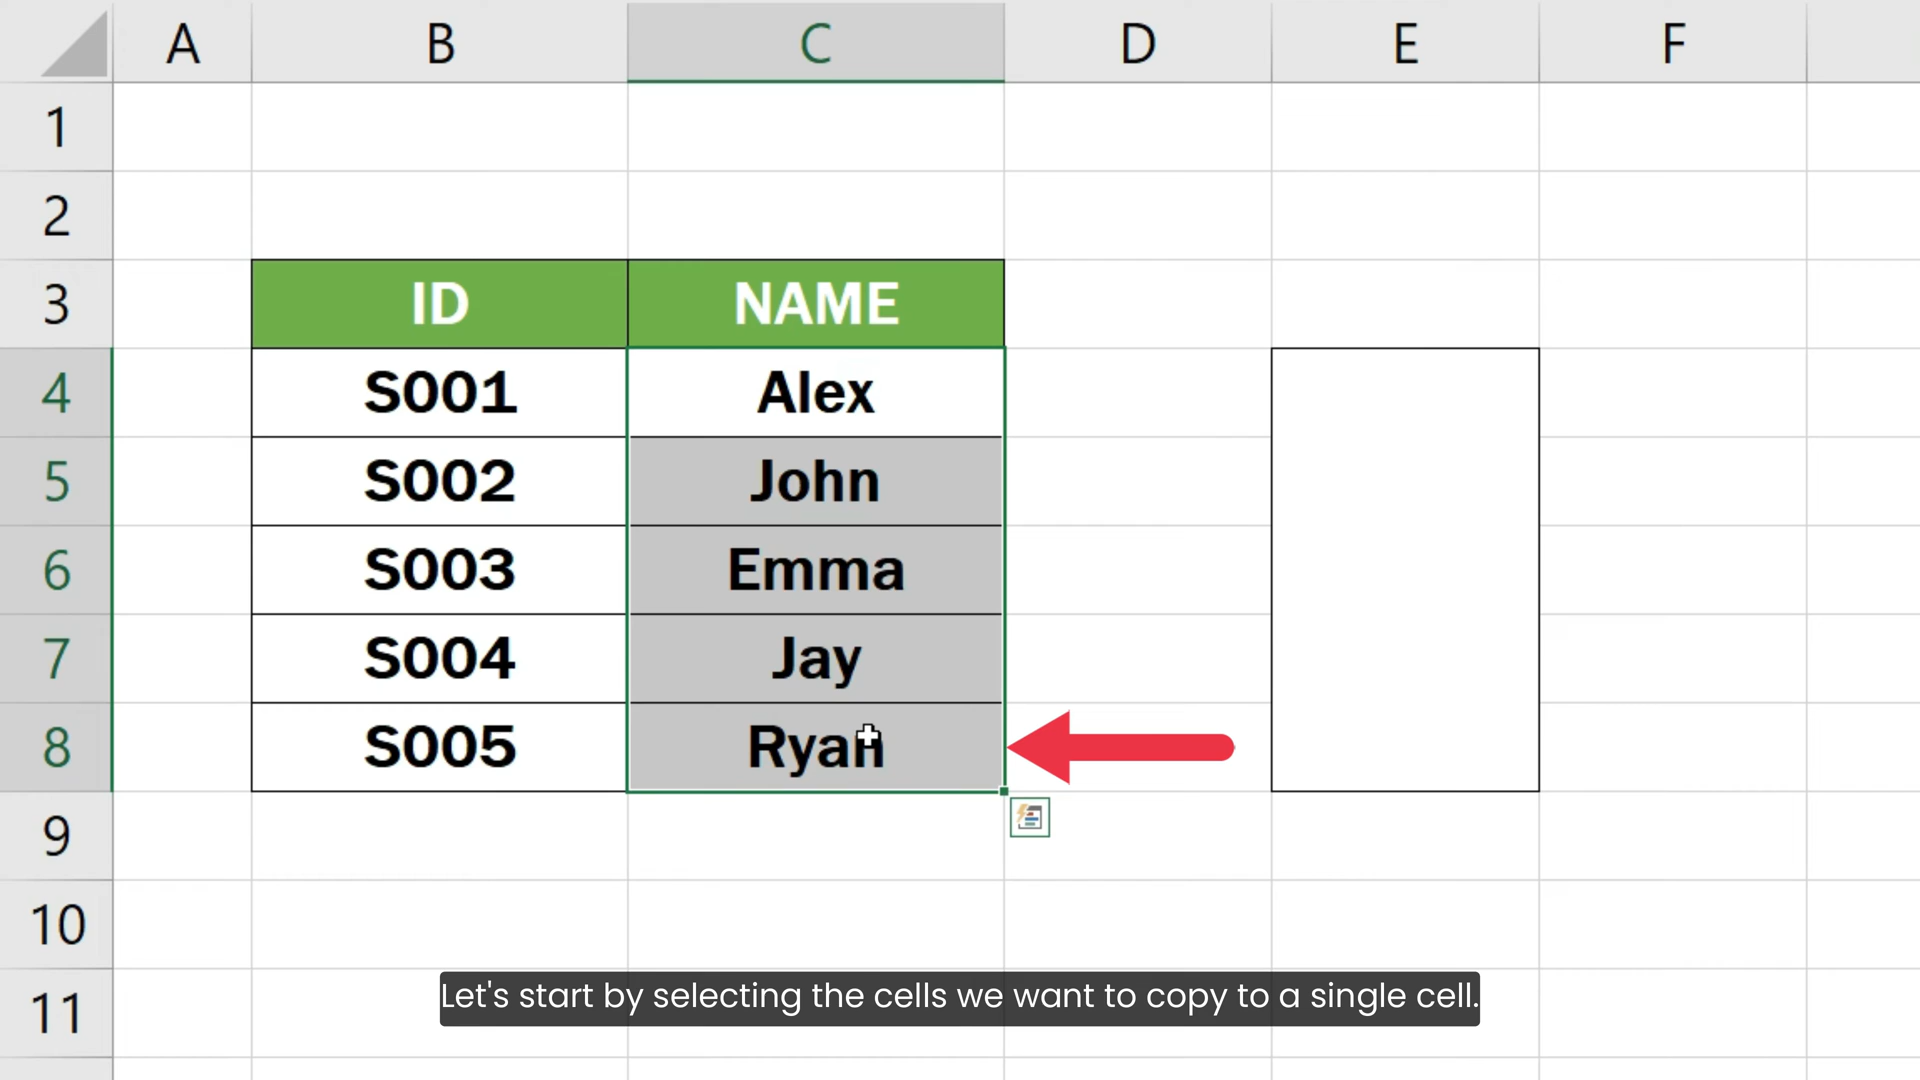 A B C D E F
1
2
3 ID NAME
4 S001 Alex
5 S002 John
6 S003 Emma
7 S004 Jay
8 S005 Ryan
9
10
11
Let's start by selecting the cells we want to copy to a single cell.